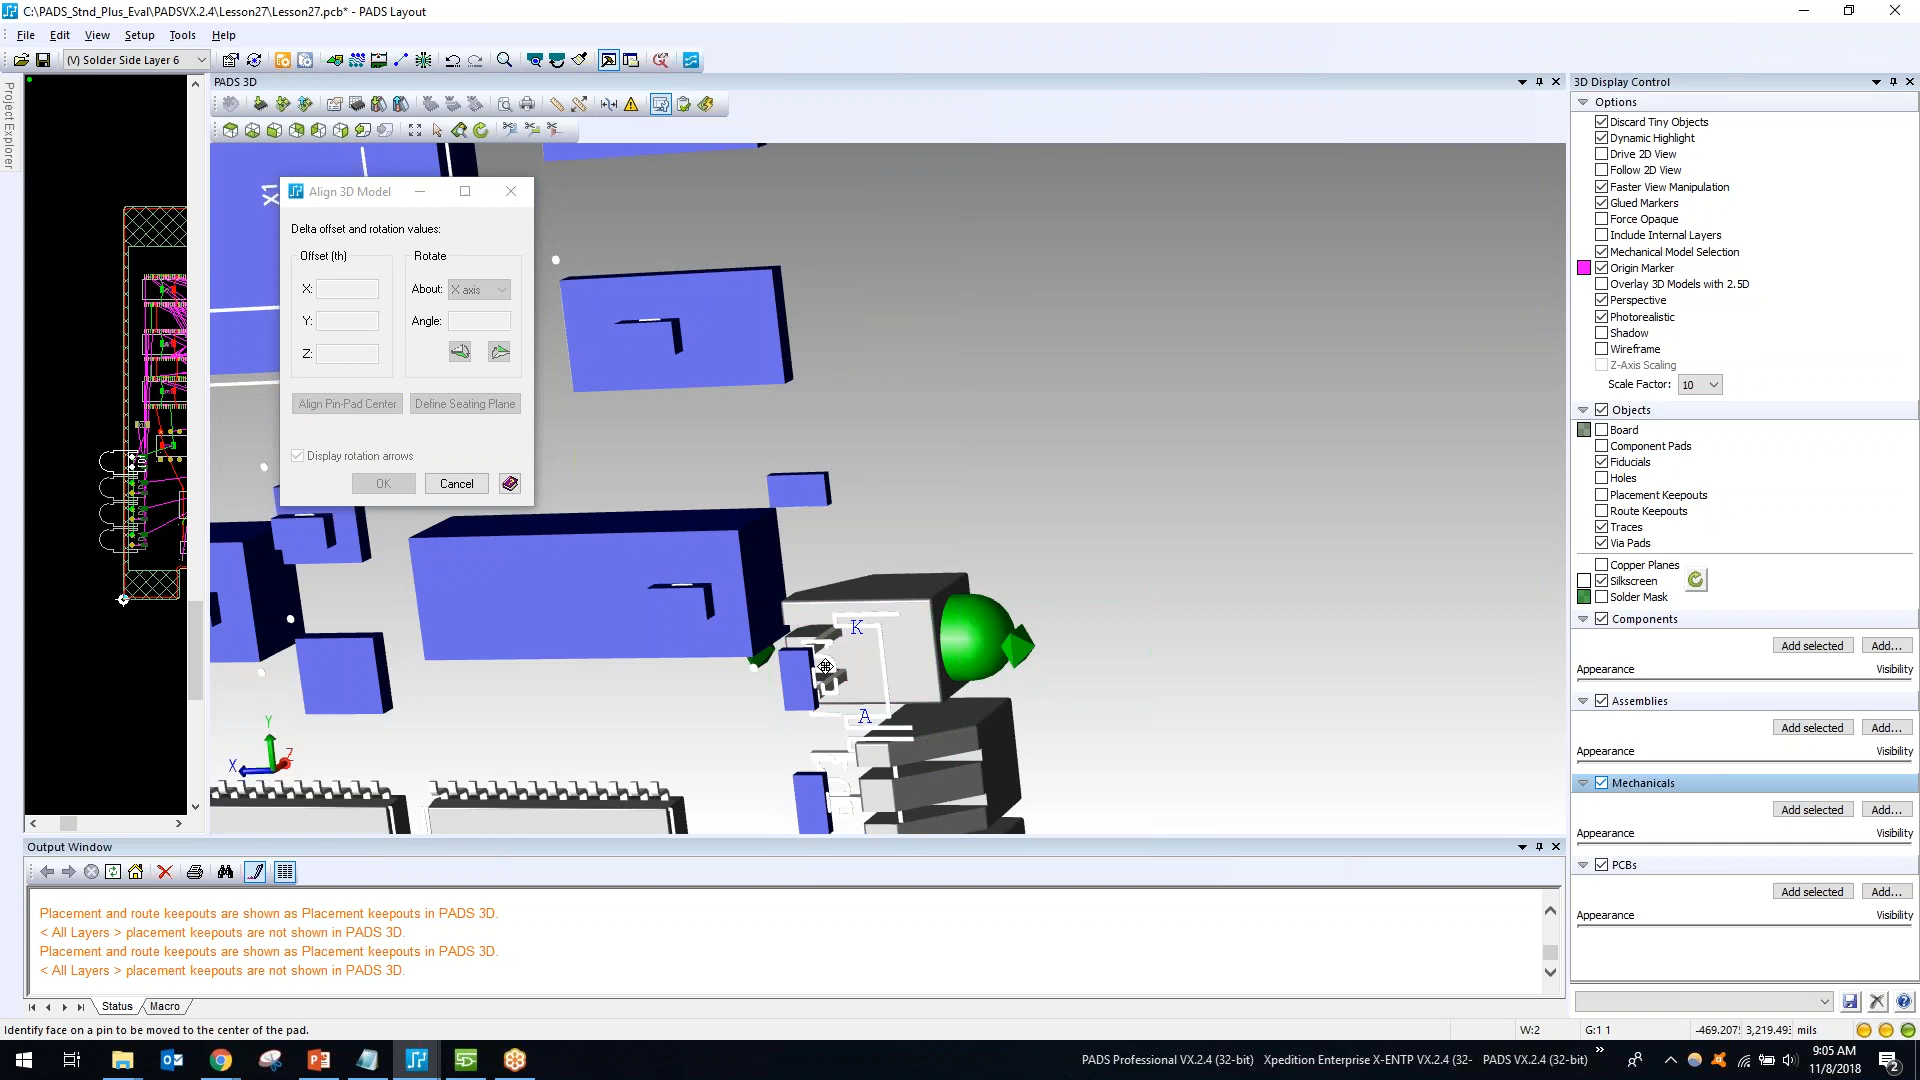 C:\PADS_Stnd_Plus_Eval\PADSVX.2.4\Lesson27\Lesson27.pcb* - PADS Layout
File Edit View Setup Tools Help
(V) Solder Side Layer 6
Project Explorer
PADS 3D
X1
Align 3D Model
Delta offset and rotation values:
Offset (th)
Rotate
X:
About: X axis
Y:
Angle:
Z:
Align Pin-Pad Center
Define Seating Plane
Display rotation arrows
OK
Cancel
K
A
Y
X
Z
3D Display Control
Options
Discard Tiny Objects
Dynamic Highlight
Drive 2D View
Follow 2D View
Faster View Manipulation
Glued Markers
Force Opaque
Include Internal Layers
Mechanical Model Selection
Origin Marker
Overlay 3D Models with 2.5D
Perspective
Photorealistic
Shadow
Wireframe
Z-Axis Scaling
Scale Factor: 10
Objects
Board
Component Pads
Fiducials
Holes
Placement Keepouts
Route Keepouts
Traces
Via Pads
Copper Planes
Silkscreen
Solder Mask
Components
Add selected Add...
Appearance Visibility
Assemblies
Add selected Add...
Appearance Visibility
Mechanicals
Add selected Add...
Appearance Visibility
PCBs
Add selected Add...
Appearance Visibility
Output Window
Placement and route keepouts are shown as Placement keepouts in PADS 3D.
< All Layers > placement keepouts are not shown in PADS 3D.
Placement and route keepouts are shown as Placement keepouts in PADS 3D.
< All Layers > placement keepouts are not shown in PADS 3D.
Status Macro
Identify face on a pin to be moved to the center of the pad.
W:2 G:1 1 3,219.493 mils
PADS Professional VX.2.4 (32-bit) Xpedition Enterprise X-ENTP VX.2.4 (32- PADS VX.2.4 (32-bit)
9:05 AM
11/8/2018
2